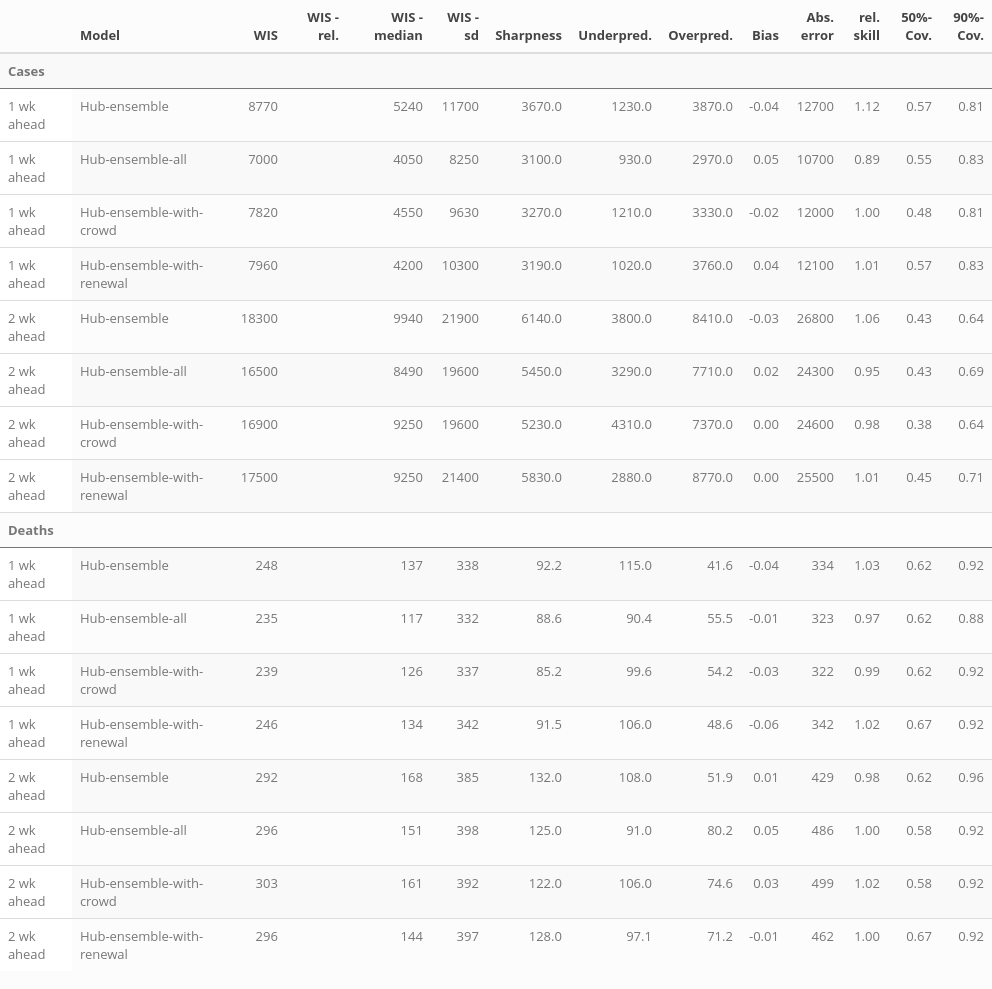 Model WIS WIS - rel. WIS - median WIS - sd Sharpness Underpred. Overpred. Bias Abs. error rel. skill 50%- Cov. 90%- Cov.
Cases
1 wk ahead Hub-ensemble 8770 5240 11700 3670.0 1230.0 3870.0 -0.04 12700 1.12 0.57 0.81
1 wk ahead Hub-ensemble-all 7000 4050 8250 3100.0 930.0 2970.0 0.05 10700 0.89 0.55 0.83
1 wk ahead Hub-ensemble-with-crowd 7820 4550 9630 3270.0 1210.0 3330.0 -0.02 12000 1.00 0.48 0.81
1 wk ahead Hub-ensemble-with-renewal 7960 4200 10300 3190.0 1020.0 3760.0 0.04 12100 1.01 0.57 0.83
2 wk ahead Hub-ensemble 18300 9940 21900 6140.0 3800.0 8410.0 -0.03 26800 1.06 0.43 0.64
2 wk ahead Hub-ensemble-all 16500 8490 19600 5450.0 3290.0 7710.0 0.02 24300 0.95 0.43 0.69
2 wk ahead Hub-ensemble-with-crowd 16900 9250 19600 5230.0 4310.0 7370.0 0.00 24600 0.98 0.38 0.64
2 wk ahead Hub-ensemble-with-renewal 17500 9250 21400 5830.0 2880.0 8770.0 0.00 25500 1.01 0.45 0.71
Deaths
1 wk ahead Hub-ensemble 248 137 338 92.2 115.0 41.6 -0.04 334 1.03 0.62 0.92
1 wk ahead Hub-ensemble-all 235 117 332 88.6 90.4 55.5 -0.01 323 0.97 0.62 0.88
1 wk ahead Hub-ensemble-with-crowd 239 126 337 85.2 99.6 54.2 -0.03 322 0.99 0.62 0.92
1 wk ahead Hub-ensemble-with-renewal 246 134 342 91.5 106.0 48.6 -0.06 342 1.02 0.67 0.92
2 wk ahead Hub-ensemble 292 168 385 132.0 108.0 51.9 0.01 429 0.98 0.62 0.96
2 wk ahead Hub-ensemble-all 296 151 398 125.0 91.0 80.2 0.05 486 1.00 0.58 0.92
2 wk ahead Hub-ensemble-with-crowd 303 161 392 122.0 106.0 74.6 0.03 499 1.02 0.58 0.92
2 wk ahead Hub-ensemble-with-renewal 296 144 397 128.0 97.1 71.2 -0.01 462 1.00 0.67 0.92